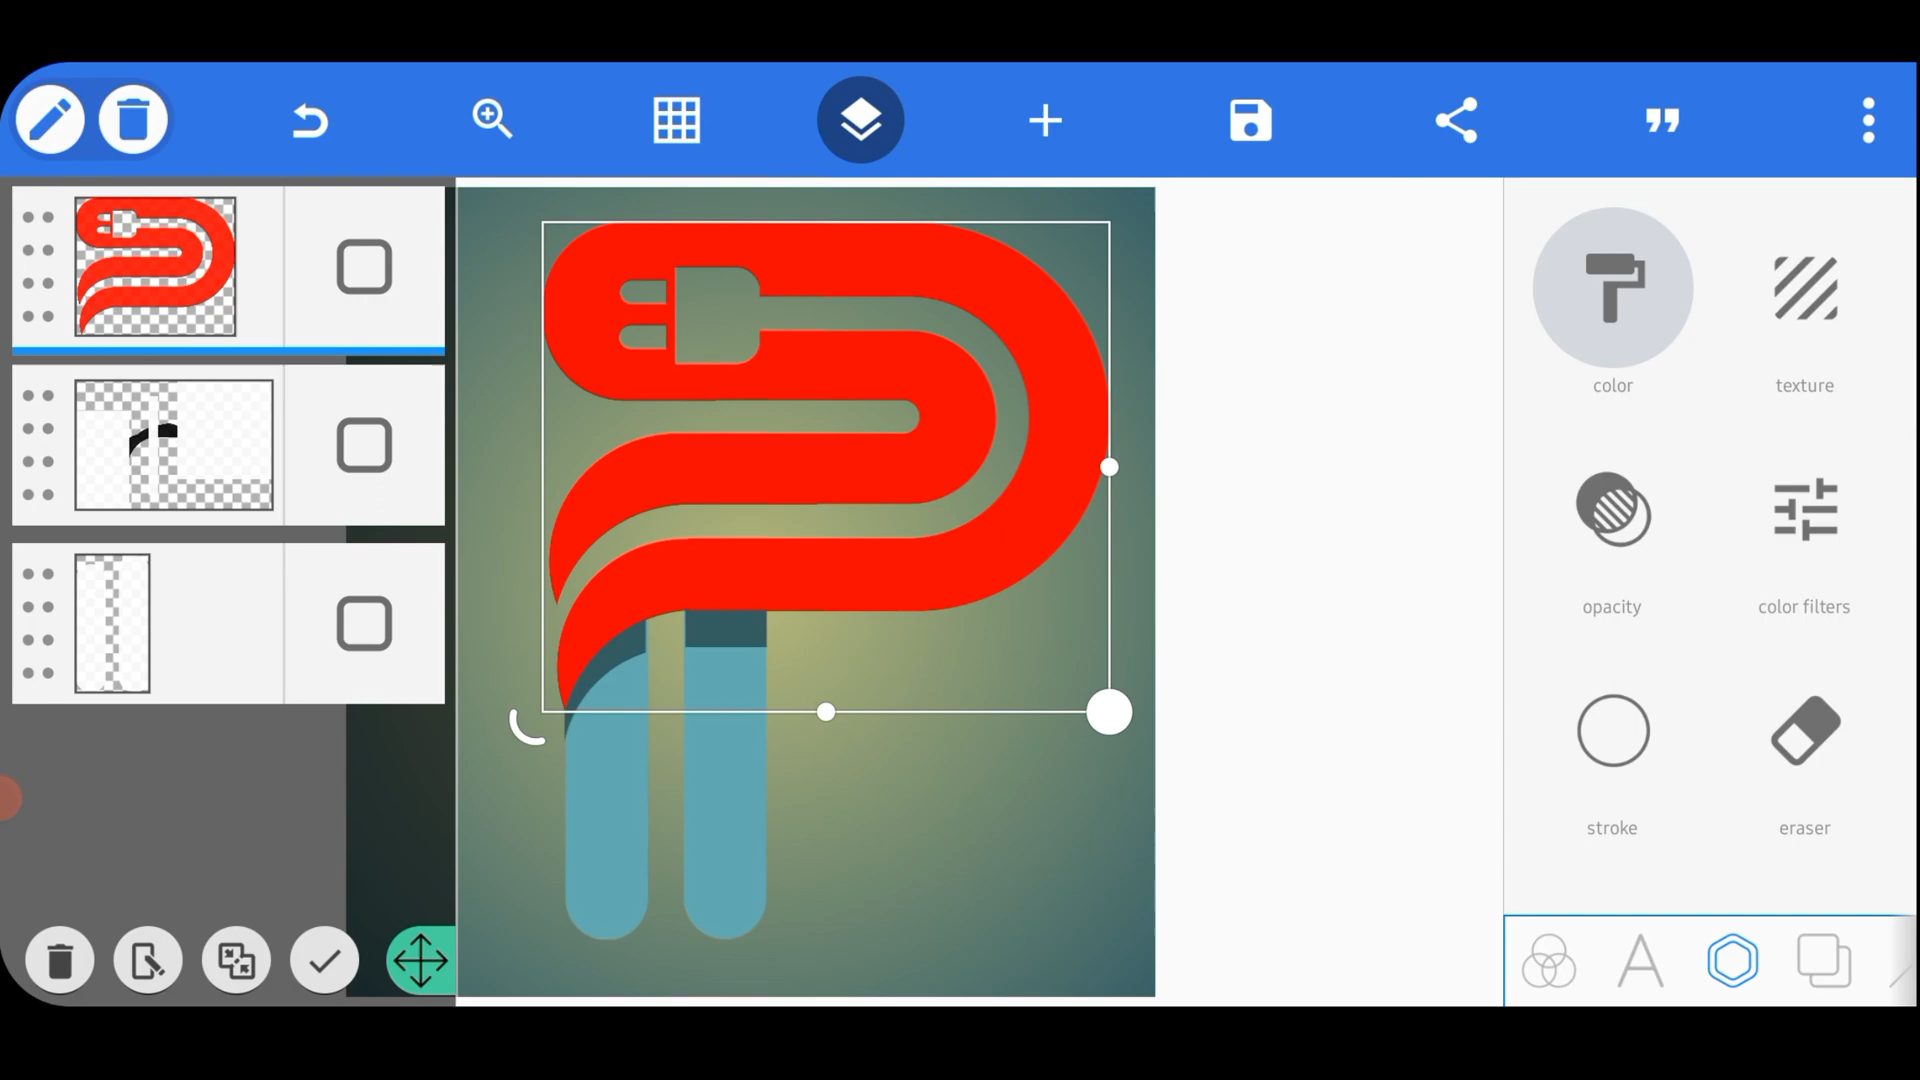 color
texture
opacity
color filters
stroke
eraser